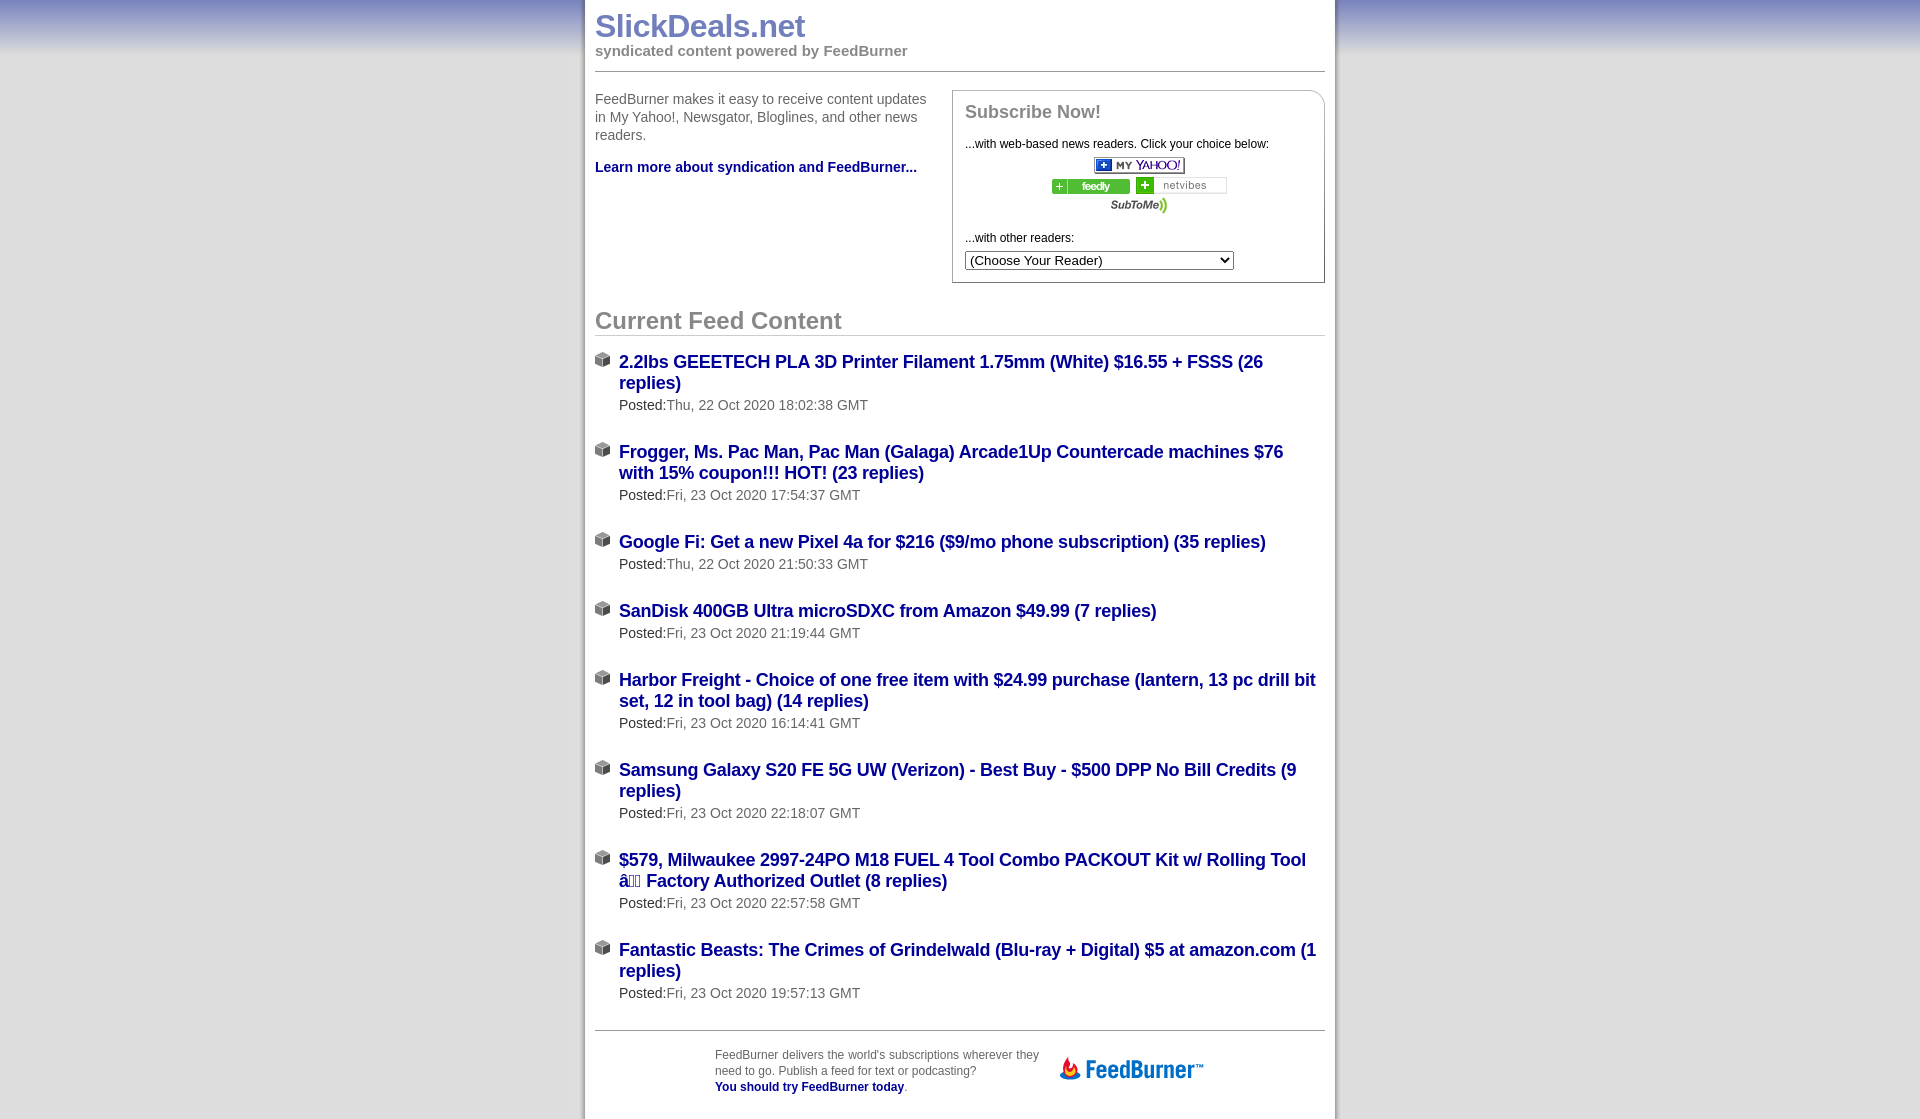 SlickDeals.net
syndicated content powered by FeedBurner
FeedBurner makes it easy to receive content updates
in My Yahoo!, Newsgator, Bloglines, and other news
readers.
Learn more about syndication and FeedBurner...
Subscribe Now!
...with web-based news readers. Click your choice below:
MY YAHOO!
feedly
netvibes
SubToMe
...with other readers:
(Choose Your Reader)
Current Feed Content
2.2lbs GEEETECH PLA 3D Printer Filament 1.75mm (White) $16.55 + FSSS (26
replies)
Posted:Thu, 22 Oct 2020 18:02:38 GMT
Frogger, Ms. Pac Man, Pac Man (Galaga) Arcade1Up Countercade machines $76
with 15% coupon!!! HOT! (23 replies)
Posted:Fri, 23 Oct 2020 17:54:37 GMT
Google Fi: Get a new Pixel 4a for $216 ($9/mo phone subscription) (35 replies)
Posted:Thu, 22 Oct 2020 21:50:33 GMT
SanDisk 400GB Ultra microSDXC from Amazon $49.99 (7 replies)
Posted:Fri, 23 Oct 2020 21:19:44 GMT
Harbor Freight - Choice of one free item with $24.99 purchase (lantern, 13 pc drill bit
set, 12 in tool bag) (14 replies)
Posted:Fri, 23 Oct 2020 16:14:41 GMT
Samsung Galaxy S20 FE 5G UW (Verizon) - Best Buy - $500 DPP No Bill Credits (9
replies)
Posted:Fri, 23 Oct 2020 22:18:07 GMT
$579, Milwaukee 2997-24PO M18 FUEL 4 Tool Combo PACKOUT Kit w/ Rolling Tool
â Factory Authorized Outlet (8 replies)
Posted:Fri, 23 Oct 2020 22:57:58 GMT
Fantastic Beasts: The Crimes of Grindelwald (Blu-ray + Digital) $5 at amazon.com (1
replies)
Posted:Fri, 23 Oct 2020 19:57:13 GMT
FeedBurner delivers the world's subscriptions wherever they
need to go. Publish a feed for text or podcasting?
You should try FeedBurner today.
FeedBurner™